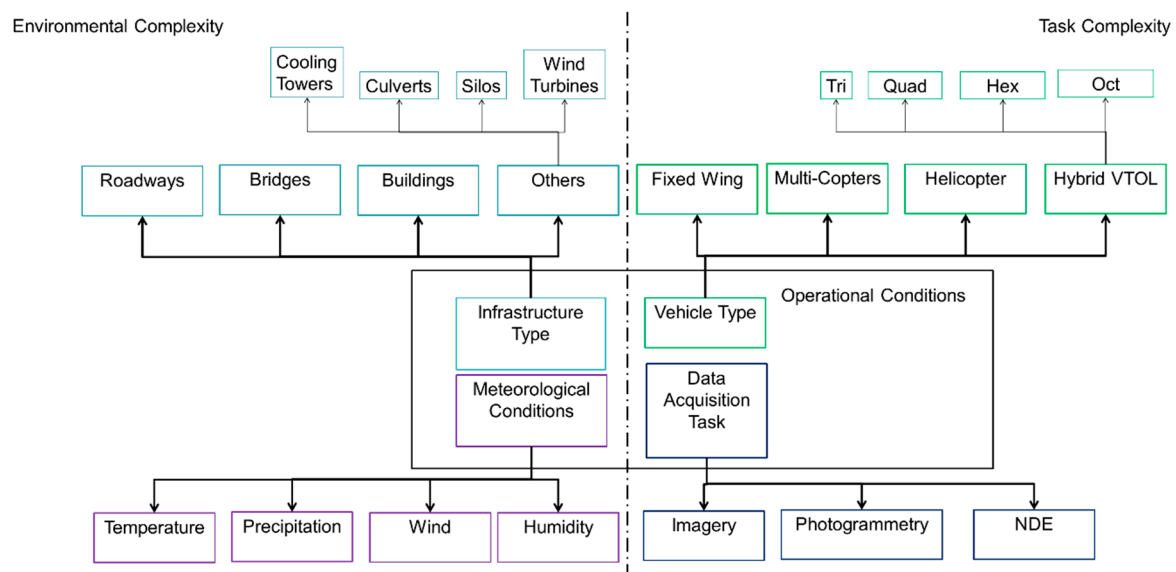 Environmental Complexity
Task Complexity
Cooling
Towers
Culverts
Silos
Wind
Turbines
Tri
Quad
Hex
Oct
Roadways
Bridges
Buildings
Others
Fixed Wing
Multi-Copters
Helicopter
Hybrid VTOL
Operational Conditions
Infrastructure
Type
Vehicle Type
Meteorological
Conditions
Data
Acquisition
Task
Temperature
Precipitation
Wind
Humidity
Imagery
Photogrammetry
NDE